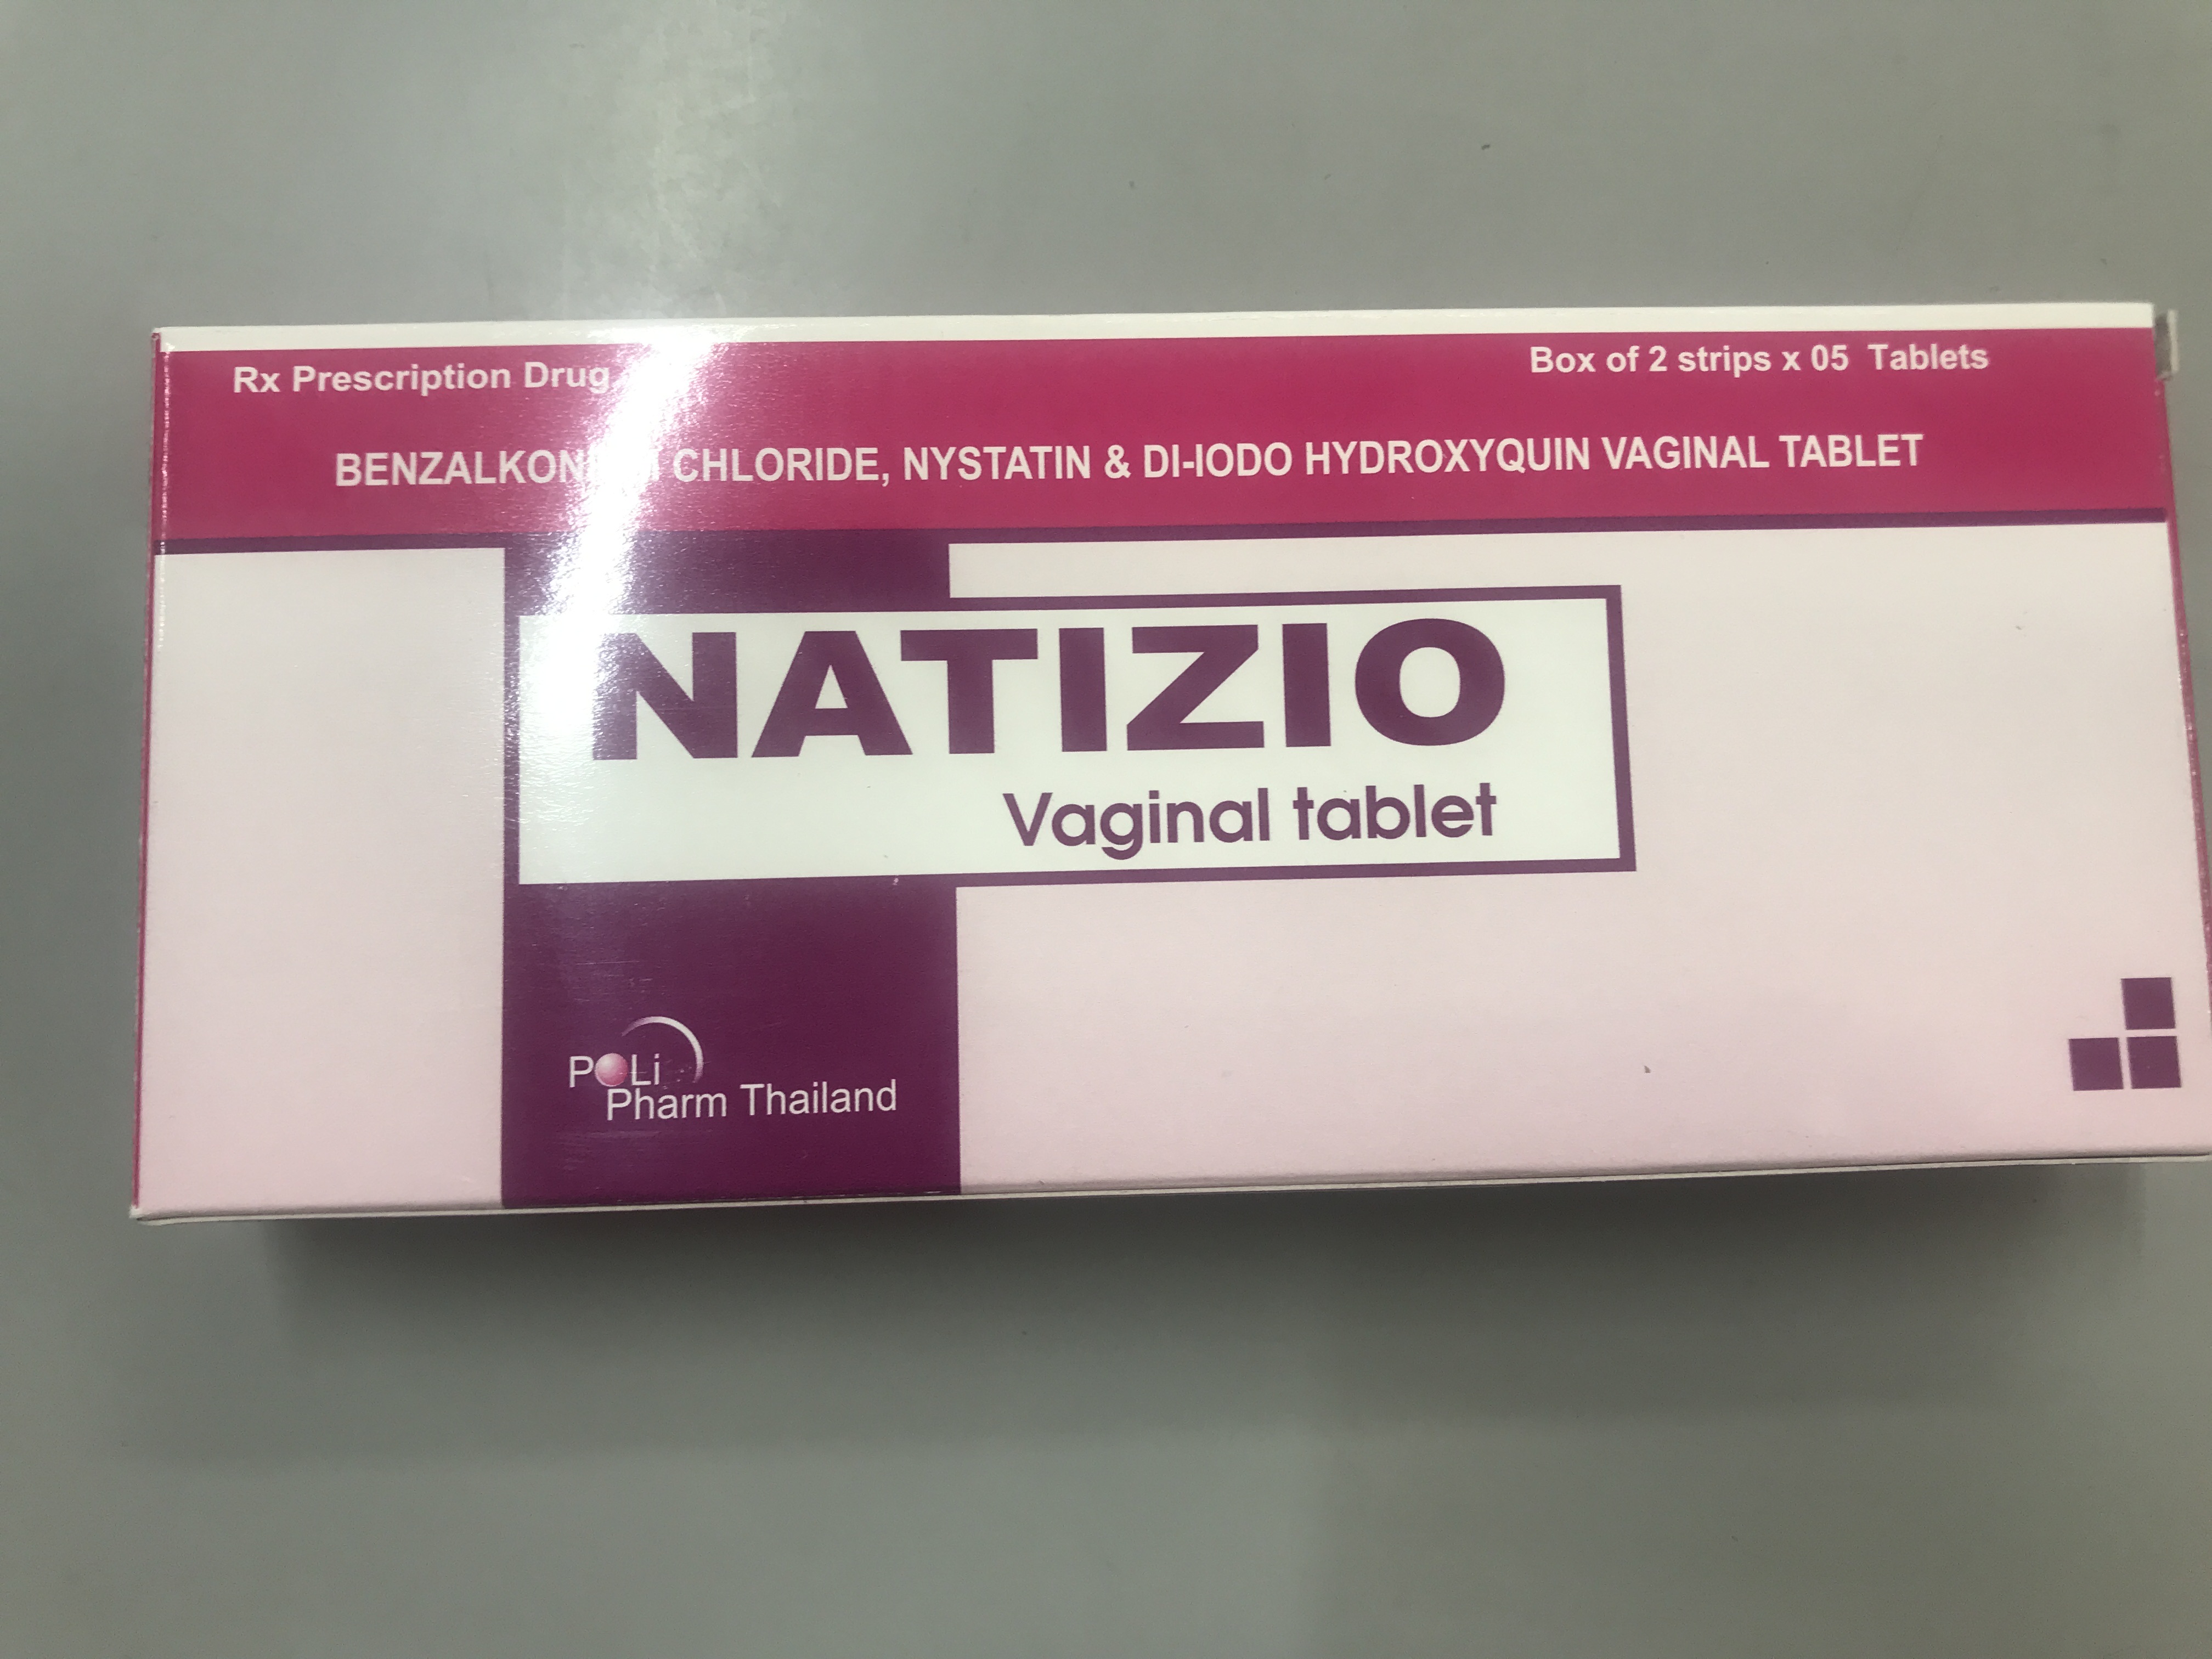 Rx Prescription Drug
Box of 2 strips x 05 Tablets
CHLORIDE, NYSTATIN & DI-IODO HYDROXYQUIN VAGINAL TABLET
NATIZIO
Vaginal tablet
POLi
Pharm Thailand